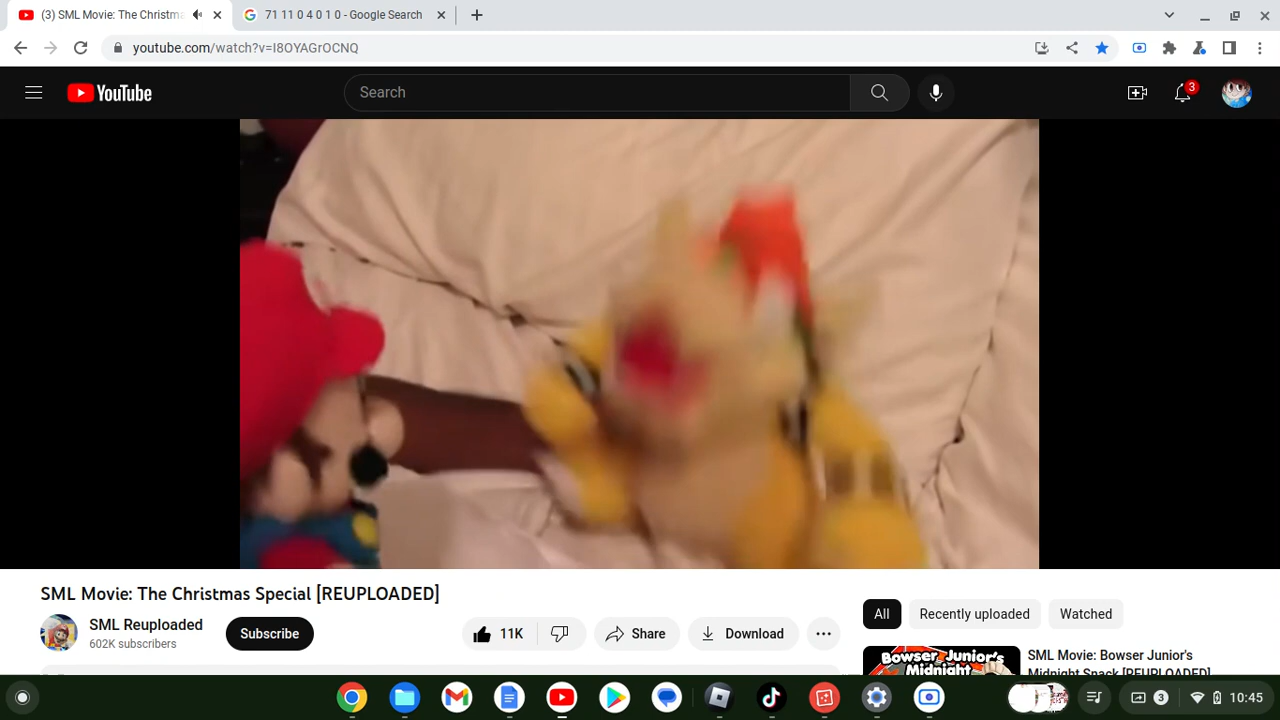 (3) SML Movie: The Christma
71 11 0 4 0 1 0 - Google Search
youtube.com/watch?v=I8OYAGrOCNQ
YouTube
Search
3
SML Movie: The Christmas Special [REUPLOADED]
SML Reuploaded
602K subscribers
Subscribe
11K
Share
Download
All
Recently uploaded
Watched
Bowser Junior's
Midnight
SML Movie: Bowser Junior's
Midnight Snack [REUPLOADED]
3
10:45